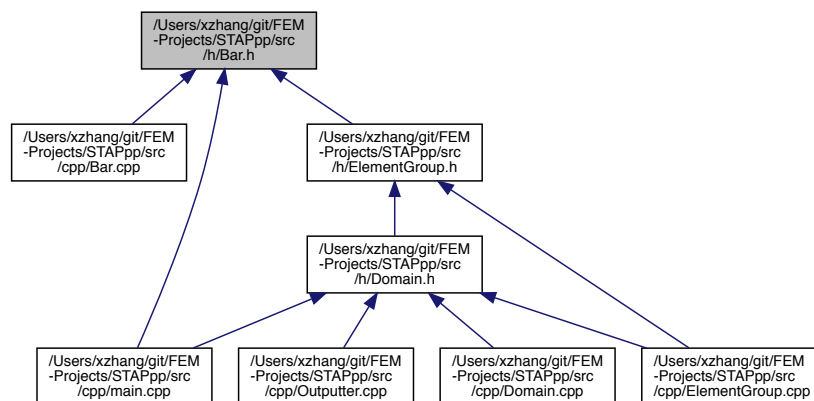 /Users/xzhang/git/FEM
-Projects/STAPpp/src
/h/Bar.h
/Users/xzhang/git/FEM
-Projects/STAPpp/src
/cpp/Bar.cpp
/Users/xzhang/git/FEM
-Projects/STAPpp/src
h/ElementGroup.h
/Users/xzhang/git/FEM
-Projects/STAPpp/src
/h/Domain.h
/Users/xzhang/git/FEM
-Projects/STAPpp/src
/cpp/main.cpp
/Users/xzhang/git/FEM
-Projects/STAPpp/src
/cpp/Outputter.cpp
/Users/xzhang/git/FEM
-Projects/STAPpp/src
/cpp/Domain.cpp
/Users/xzhang/git/FEM
-Projects/STAPpp/src
/cpp/ElementGroup.cpp